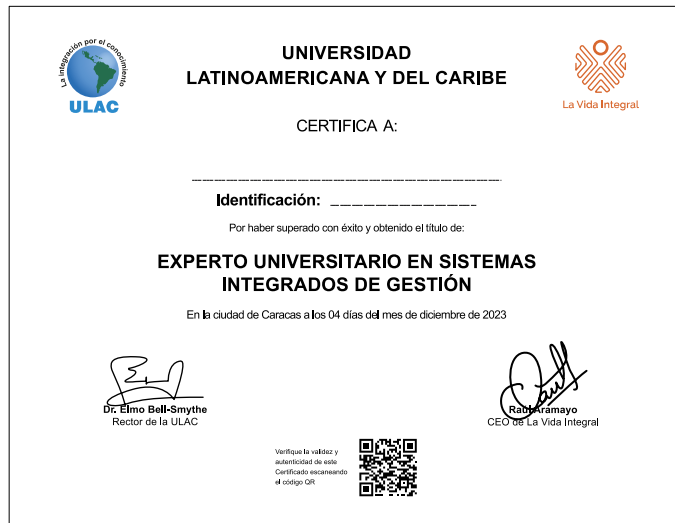 La integración por el conocimiento
ULAC
UNIVERSIDAD
LATINOAMERICANA Y DEL CARIBE
La Vida Integral
CERTIFICA A:
Identificación:
Por haber superado con éxito y obtenido el título de:
EXPERTO UNIVERSITARIO EN SISTEMAS
INTEGRADOS DE GESTIÓN
En la ciudad de Caracas a los 04 días del mes de diciembre de 2023
Dr. Elmo Bell-Smythe
Rector de la ULAC
Raúl Aramayo
CEO de La Vida Integral
Verifique la validez y
autenticidad de este
Certificado escaneando
el código QR